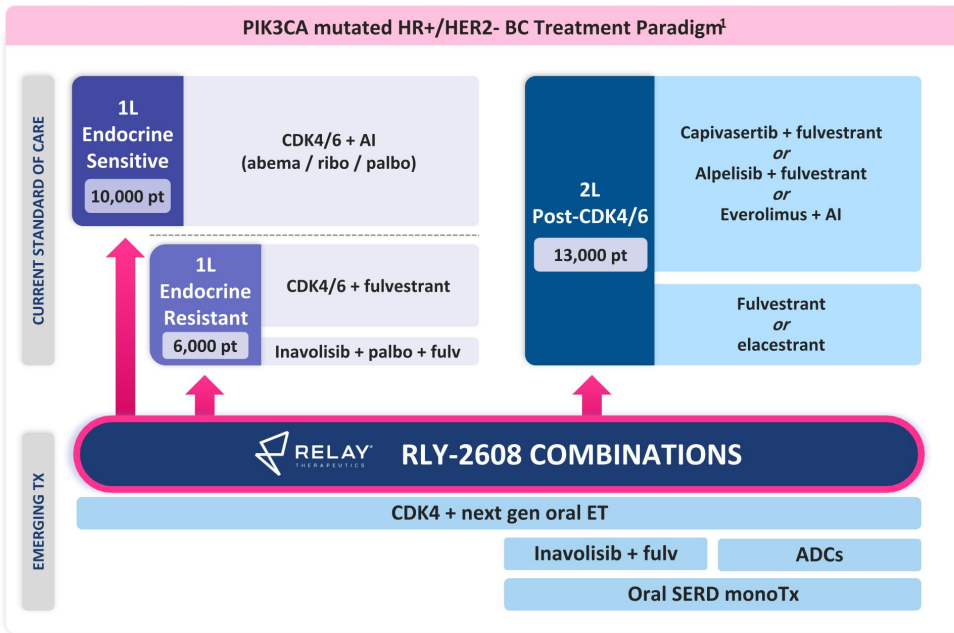 PIK3CA mutated HR+/HER2- BC Treatment Paradigm¹
CURRENT STANDARD OF CARE
1L
Endocrine
Sensitive
10,000 pt
CDK4/6 + AI
(abema / ribo / palbo)
1L
Endocrine
Resistant
6,000 pt
CDK4/6 + fulvestrant
Inavolisib + palbo + fulv
2L
Post-CDK4/6
13,000 pt
Capivasertib + fulvestrant
or
Alpelisib + fulvestrant
or
Everolimus + AI
Fulvestrant
or
elacestrant
EMERGING TX
RELAY®
THERAPEUTICS
RLY-2608 COMBINATIONS
CDK4 + next gen oral ET
Inavolisib + fulv
ADCs
Oral SERD monoTx